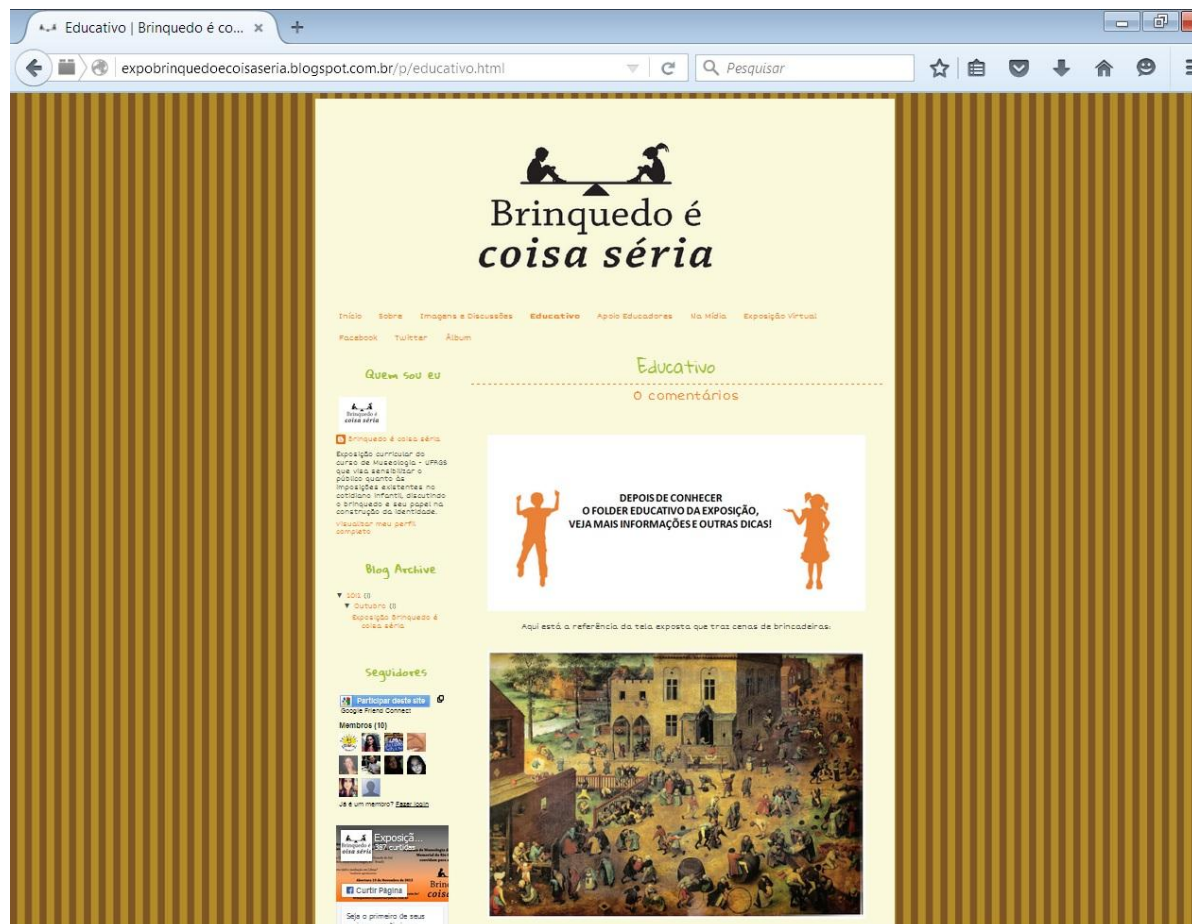 Educativo | Brinquedo é co...
expobrinquedoecoisaseria.blogspot.com.br/p/educativo.html
Pesquisar
Brinquedo é
coisa séria
Início Sobre Imagens e Discussões Educativo Apoio Educadores Na Mídia Exposição Virtual
Facebook Twitter Álbum
Quem sou eu
Brinquedo é
coisa séria
Brinquedo é coisa séria
Exposição curricular do
curso de Museologia - UFRGS
que visa sensibilizar o
público quanto às
imposições existentes no
cotidiano infantil, discutindo
o brinquedo e seu papel na
construção da identidade.
Visualizar meu perfil
completo
Blog Archive
▼ 2012 (1)
▼ Outubro (1)
Exposição Brinquedo é
coisa séria
Seguidores
Participar deste site
Google Friend Connect
Membros (10)
Já é um membro? Fazer login
Exposiçã...
387 curtidas
Curtir Página
Seja o primeiro de seus
Educativo
0 comentários
DEPOIS DE CONHECER
O FOLDER EDUCATIVO DA EXPOSIÇÃO,
VEJA MAIS INFORMAÇÕES E OUTRAS DICAS!
Aqui está a referência da tela exposta que traz cenas de brincadeiras: